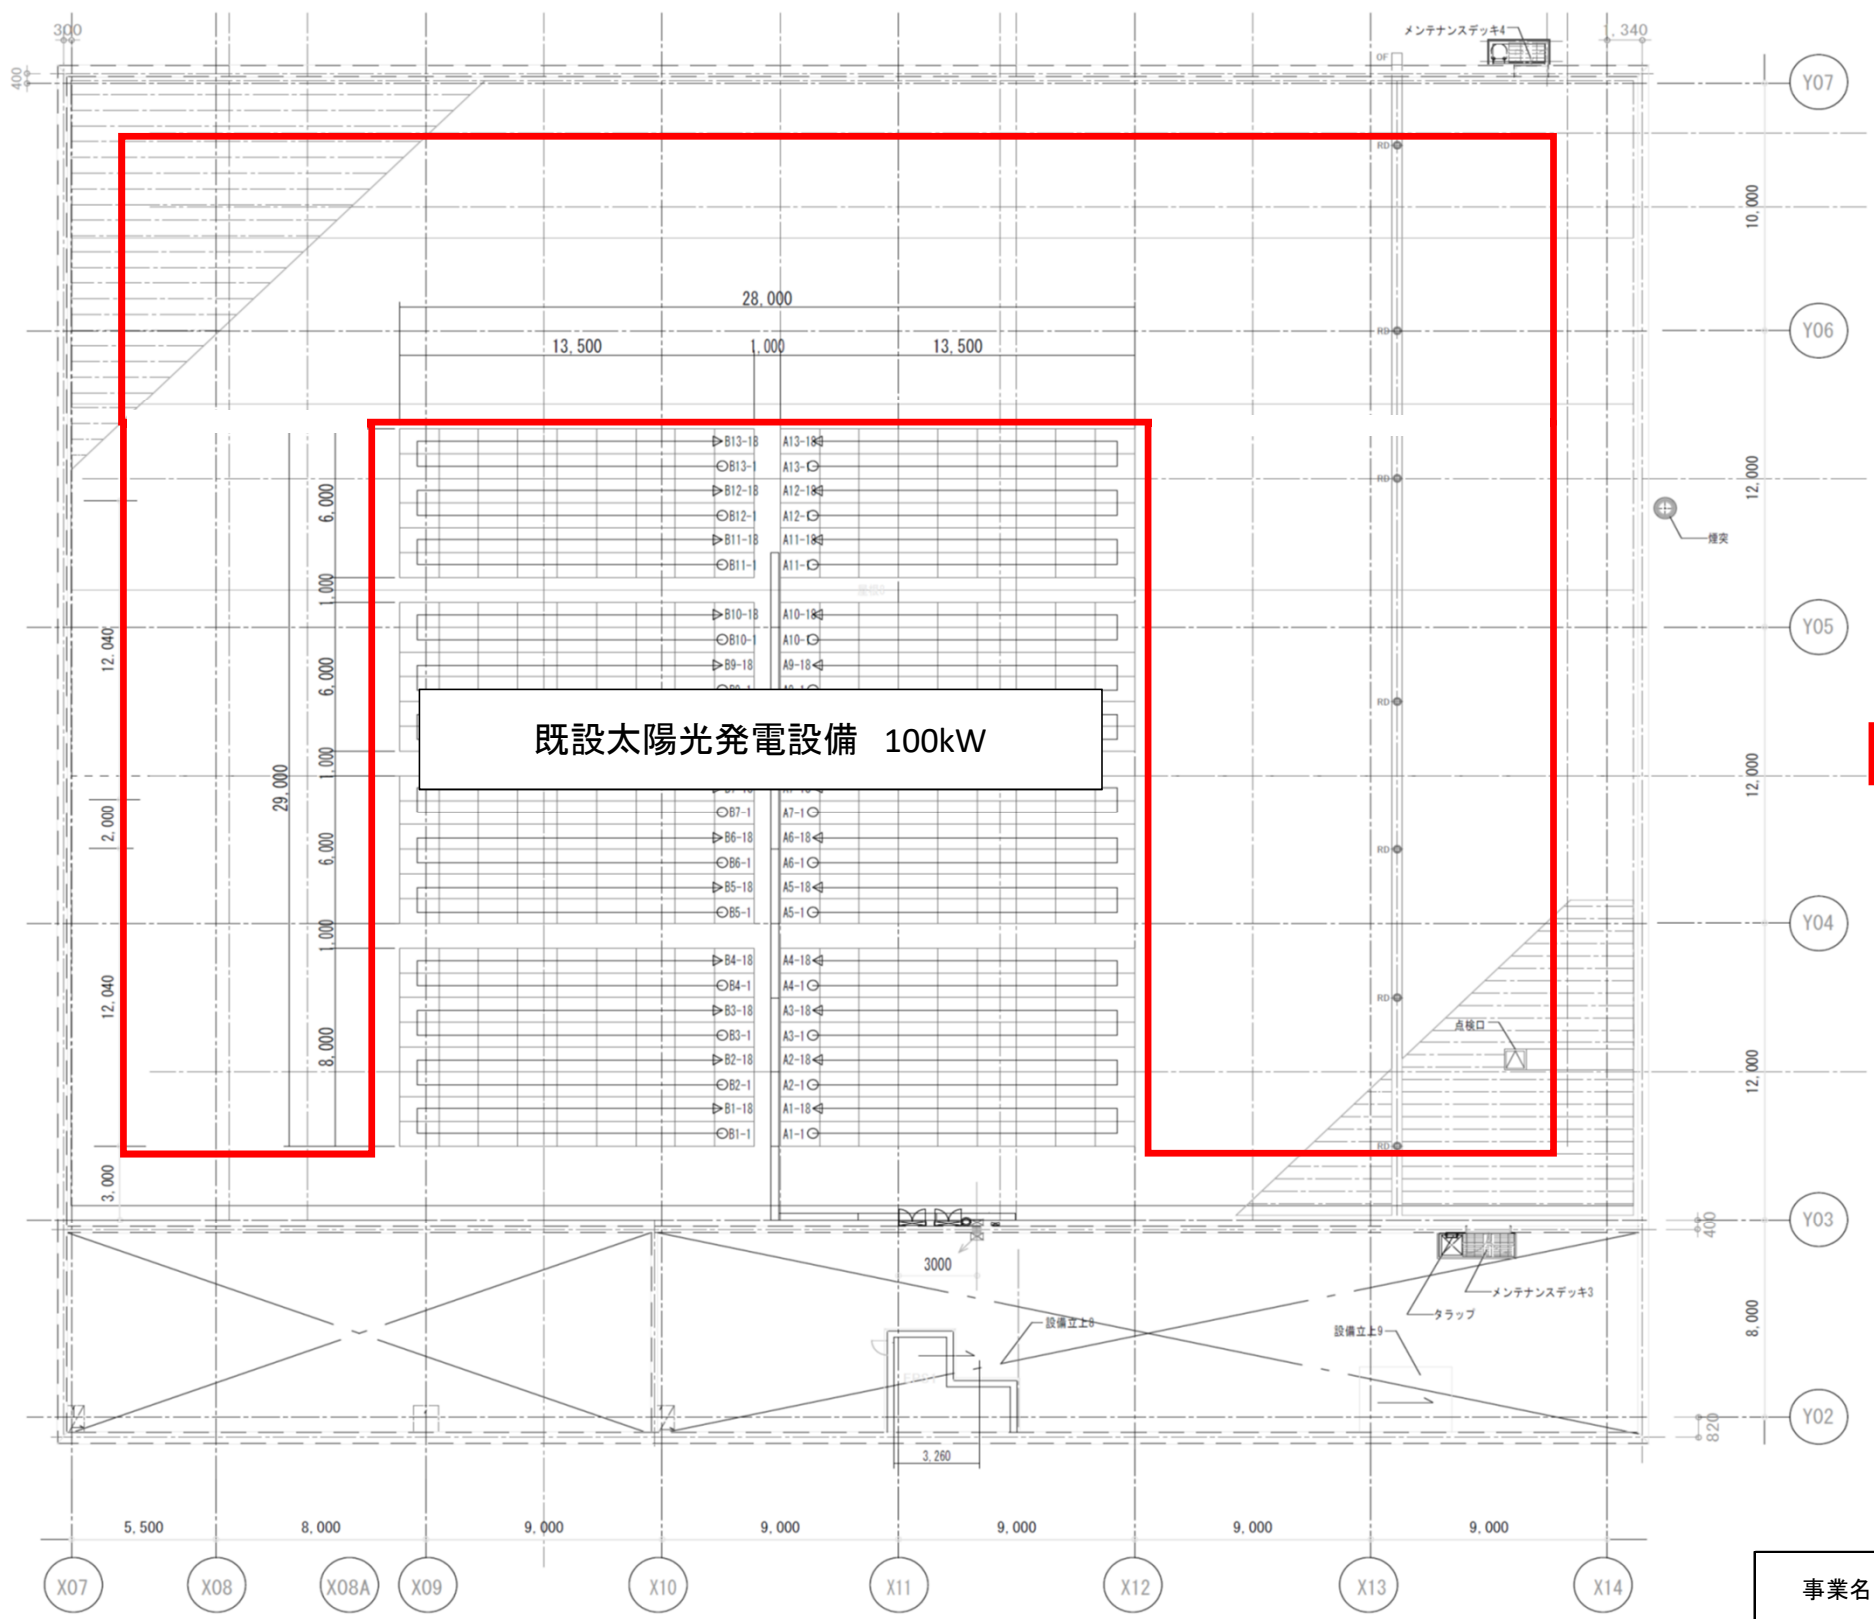 300
メンテナンスデッキ4
1,340
400
OF
Y07
RD
10,000
28,000
13,500
1,000
13,500
RD
Y06
B13-18
A13-18
B13-1
A13-1
6,000
B12-18
A12-18
RD
12,000
B12-1
A12-1
B11-18
A11-18
煙突
B11-1
A11-1
1,000
B10-18
A10-18
Y05
12,040
B10-1
A10-1
6,000
B9-18
A9-18
RD
既設太陽光発電設備 100kW
1,000
29,000
12,000
2,000
B7-1
A7-1
6,000
B6-18
A6-18
RD
B6-1
A6-1
B5-18
A5-18
B5-1
A5-1
Y04
1,000
B4-18
A4-18
12,040
B4-1
A4-1
RD
B3-18
A3-18
点検口
B3-1
A3-1
8,000
B2-18
A2-18
12,000
B2-1
A2-1
B1-18
A1-18
B1-1
A1-1
RD
3,000
Y03
400
3000
メンテナンスデッキ3
タラップ
設備立上8
設備立上9
8,000
Y02
820
3,260
5,500
8,000
9,000
9,000
9,000
9,000
9,000
X07
X08
X08A
X09
X10
X11
X12
X13
X14
事業名